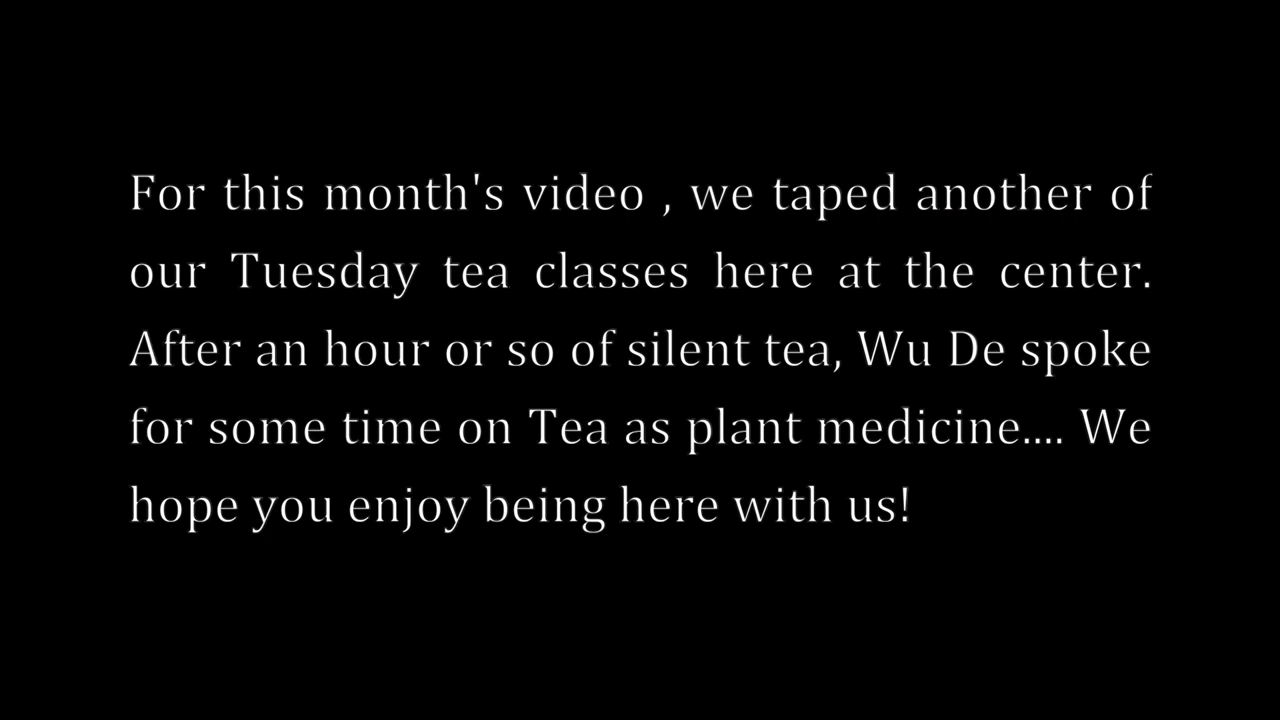 For this month's video , we taped another of
our Tuesday tea classes here at the center.
After an hour or so of silent tea, Wu De spoke
for some time on Tea as plant medicine.... We
hope you enjoy being here with us!